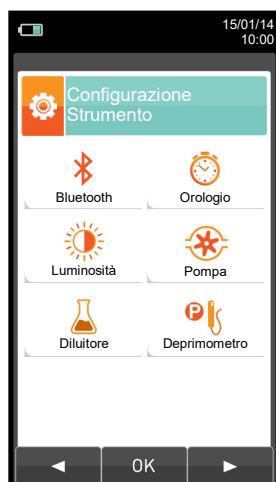 15/01/14
10:00
Configurazione
Strumento
Bluetooth
Orologio
Luminosità
Pompa
P
Diluitore
Deprimometro
◄ OK ►